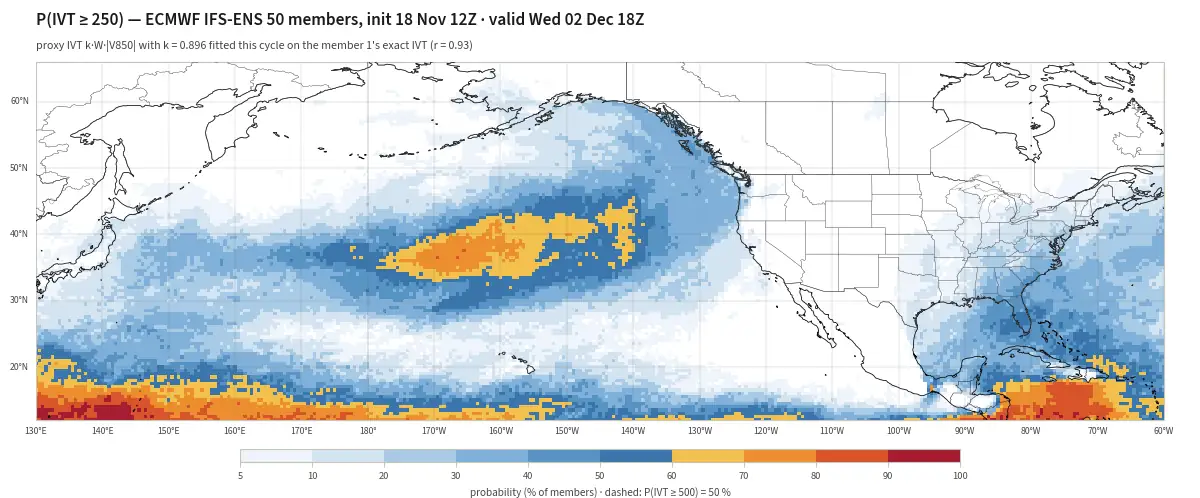 P(IVT ≥ 250) — ECMWF IFS-ENS 50 members, init 18 Nov 12Z · valid Wed 02 Dec 18Z
proxy IVT k·W·|V850| with k = 0.896 fitted this cycle on the member 1's exact IVT (r = 0.93)
60°N
50°N
40°N
30°N
20°N
130°E 140°E 150°E 160°E 170°E 180° 170°W 160°W 150°W 140°W 130°W 120°W 110°W 100°W 90°W 80°W 70°W 60°W
5 10 20 30 40 50 60 70 80 90 100
probability (% of members) · dashed: P(IVT ≥ 500) = 50 %